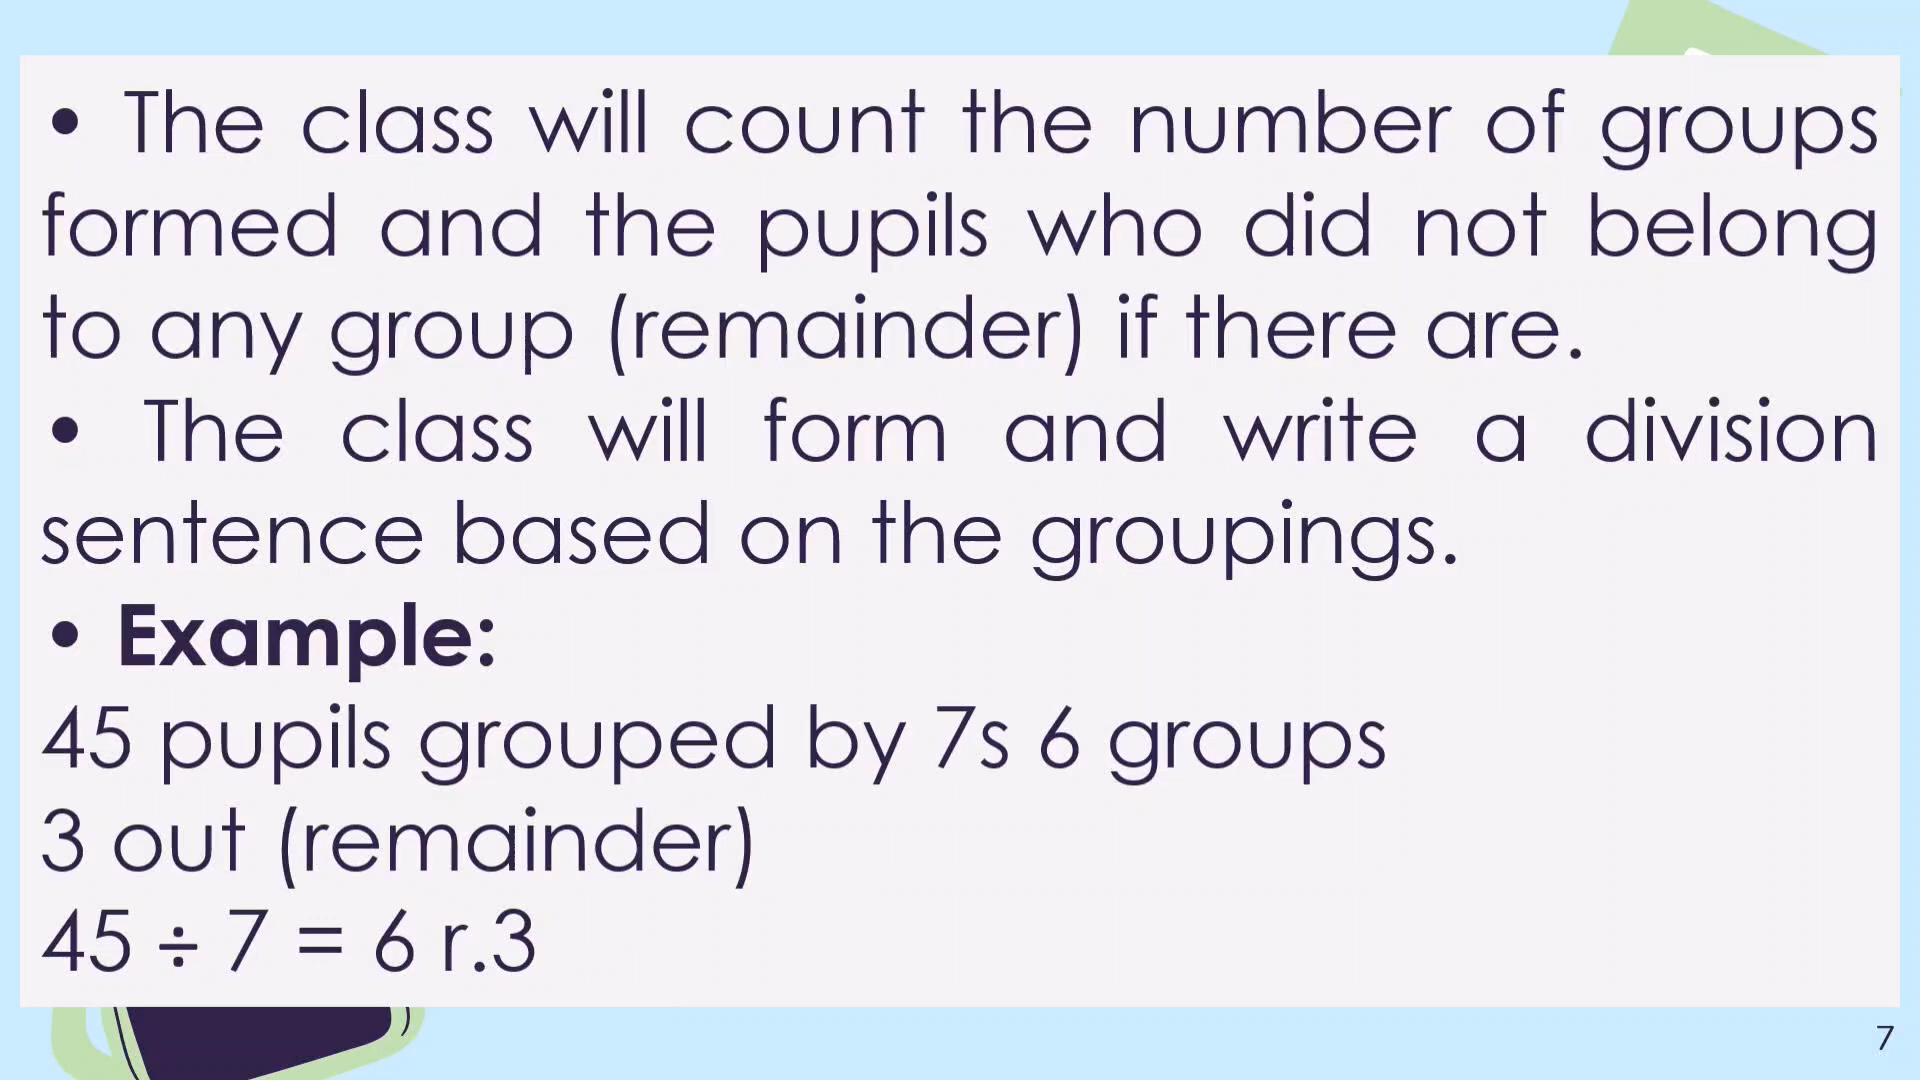 • The class will count the number of groups
formed and the pupils who did not belong
to any group (remainder) if there are.
• The class will form and write a division
sentence based on the groupings.
• Example:
45 pupils grouped by 7s 6 groups
3 out (remainder)
45 ÷ 7 = 6 r.3
7